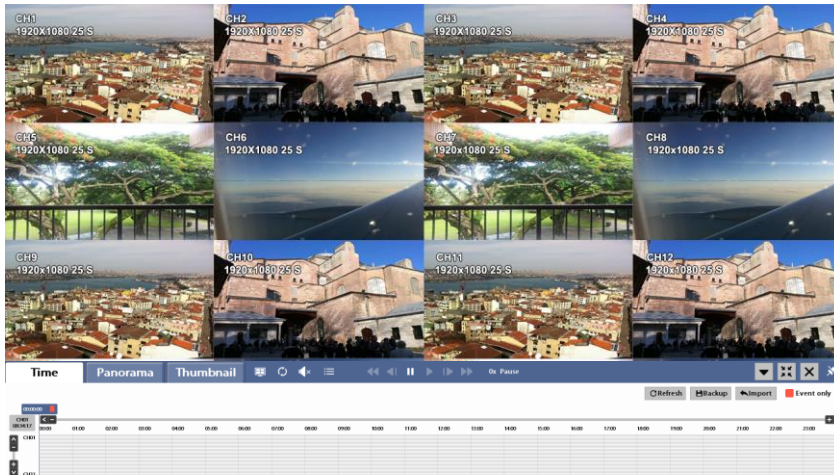 CH1
1920X1080 25 S
CH2
1920X1080 25 S
CH3
1920X1080 25 S
CH4
1920X1080 25 S
CH5
1920X1080 25 S
CH6
1920X1080 25 S
CH7
1920x1080 25 S
CH8
1920x1080 25 S
CH9
1920x1080 25 S
CH10
1920x1080 25 S
CH11
1920x1080 25 S
CH12
1920x1080 25 S
Time Panorama Thumbnail 0x Pause
Refresh Backup Import Event only
00:00:00
CH01
00:00 01:00 02:00 03:00 04:00 05:00 06:00 07:00 08:00 09:00 10:00 11:00 12:00 13:00 14:00 15:00 16:00 17:00 18:00 19:00 20:00 21:00 22:00 23:00
CH01